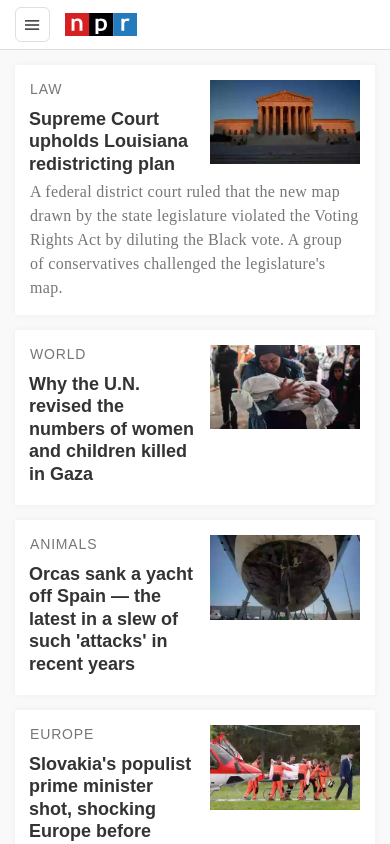 npr
LAW
Supreme Court
upholds Louisiana
redistricting plan
A federal district court ruled that the new map
drawn by the state legislature violated the Voting
Rights Act by diluting the Black vote. A group
of conservatives challenged the legislature's
map.
WORLD
Why the U.N.
revised the
numbers of women
and children killed
in Gaza
ANIMALS
Orcas sank a yacht
off Spain — the
latest in a slew of
such 'attacks' in
recent years
EUROPE
Slovakia's populist
prime minister
shot, shocking
Europe before